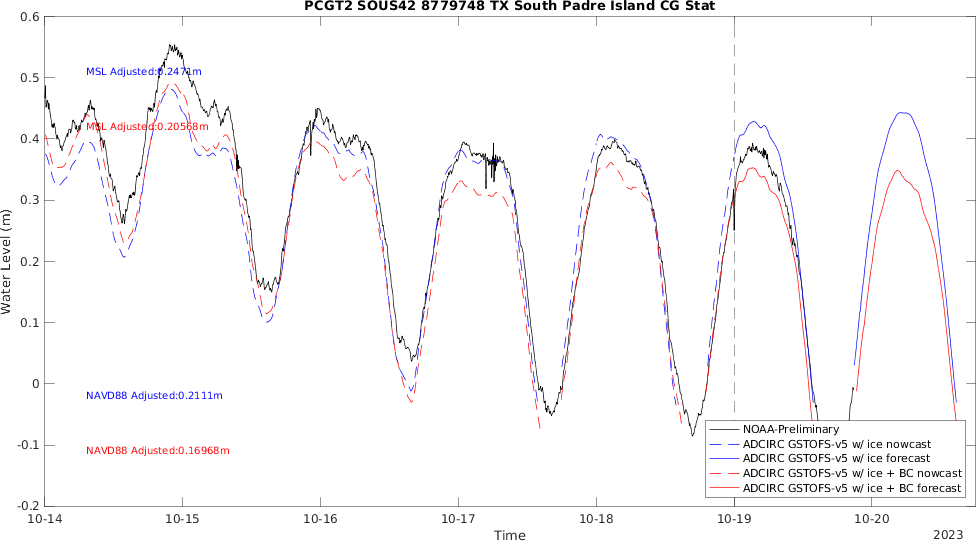 PCGT2 SOUS42 8779748 TX South Padre Island CG Stat
0.6
0.5
0.4
0.3
0.2
0.1
0
-0.1
-0.2
Water Level (m)
MSL Adjusted:0.2471m
MSL Adjusted:0.20568m
NAVD88 Adjusted:0.2111m
NAVD88 Adjusted:0.16968m
NOAA-Preliminary
ADCIRC GSTOFS-v5 w/ ice nowcast
ADCIRC GSTOFS-v5 w/ ice forecast
ADCIRC GSTOFS-v5 w/ ice + BC nowcast
ADCIRC GSTOFS-v5 w/ ice + BC forecast
10-14 10-15 10-16 10-17 10-18 10-19 10-20
Time
2023